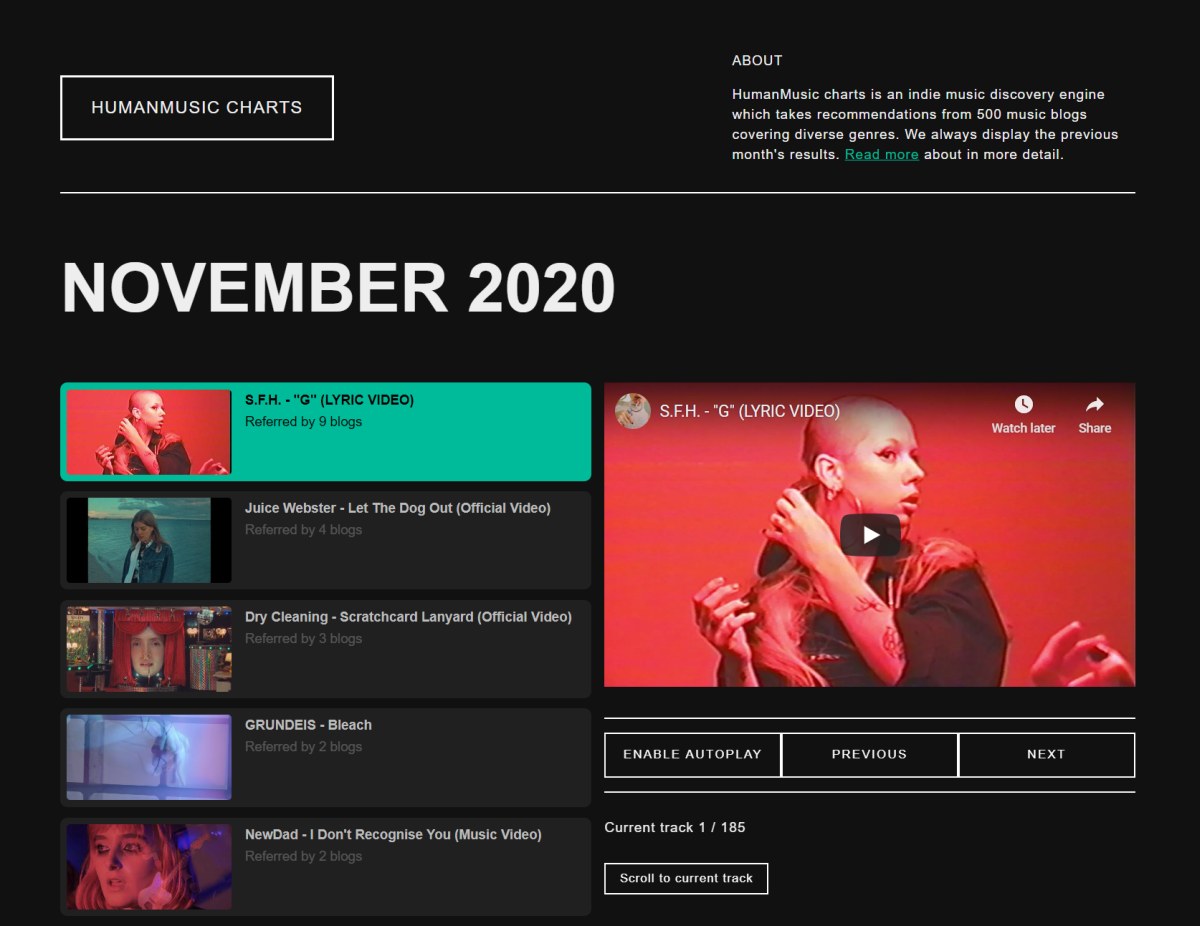 HUMANMUSIC CHARTS
ABOUT
HumanMusic charts is an indie music discovery engine
which takes recommendations from 500 music blogs
covering diverse genres. We always display the previous
month's results. Read more about in more detail.
NOVEMBER 2020
S.F.H. - "G" (LYRIC VIDEO)
Referred by 9 blogs
Juice Webster - Let The Dog Out (Official Video)
Referred by 4 blogs
Dry Cleaning - Scratchcard Lanyard (Official Video)
Referred by 3 blogs
GRUNDEIS - Bleach
Referred by 2 blogs
NewDad - I Don't Recognise You (Music Video)
Referred by 2 blogs
S.F.H. - "G" (LYRIC VIDEO)
Watch later
Share
ENABLE AUTOPLAY
PREVIOUS
NEXT
Current track 1 / 185
Scroll to current track